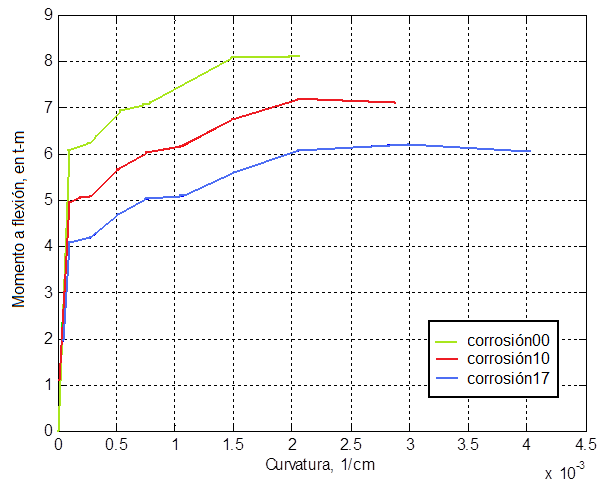 9
8
7
6
5
4
3
2
1
0
Momento a flexión, en t-m
corrosión00
corrosión10
corrosión17
0 0.5 1 1.5 2 2.5 3 3.5 4 4.5
Curvatura, 1/cm
x 10-3